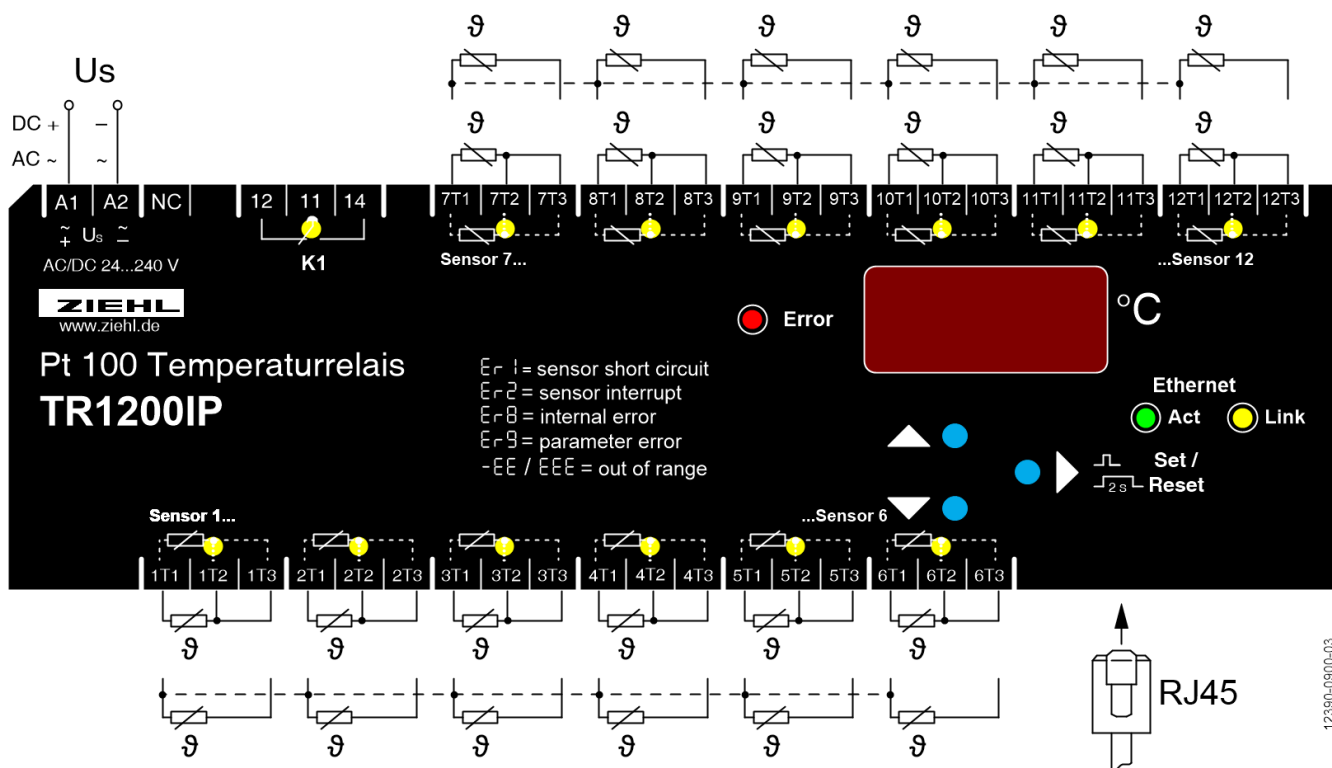 ϑ ϑ ϑ ϑ ϑ ϑ
Us
DC + −
AC ~ ~
ϑ ϑ ϑ ϑ ϑ ϑ
A1 A2 NC 12 11 14 7T1 7T2 7T3 8T1 8T2 8T3 9T1 9T2 9T3 10T1 10T2 10T3 11T1 11T2 11T3 12T1 12T2 12T3
~ + Us ~ −
AC/DC 24...240 V
K1
Sensor 7...
...Sensor 12
ZIEHL
www.ziehl.de
Error
°C
Pt 100 Temperaturrelais
TR1200IP
Er1 = sensor short circuit
Er2 = sensor interrupt
Er8 = internal error
Er9 = parameter error
-EE / EEE = out of range
Ethernet
Act Link
Set /
2 s Reset
Sensor 1...
...Sensor 6
1T1 1T2 1T3 2T1 2T2 2T3 3T1 3T2 3T3 4T1 4T2 4T3 5T1 5T2 5T3 6T1 6T2 6T3
ϑ ϑ ϑ ϑ ϑ ϑ
RJ45
ϑ ϑ ϑ ϑ ϑ ϑ
12390-0900-03